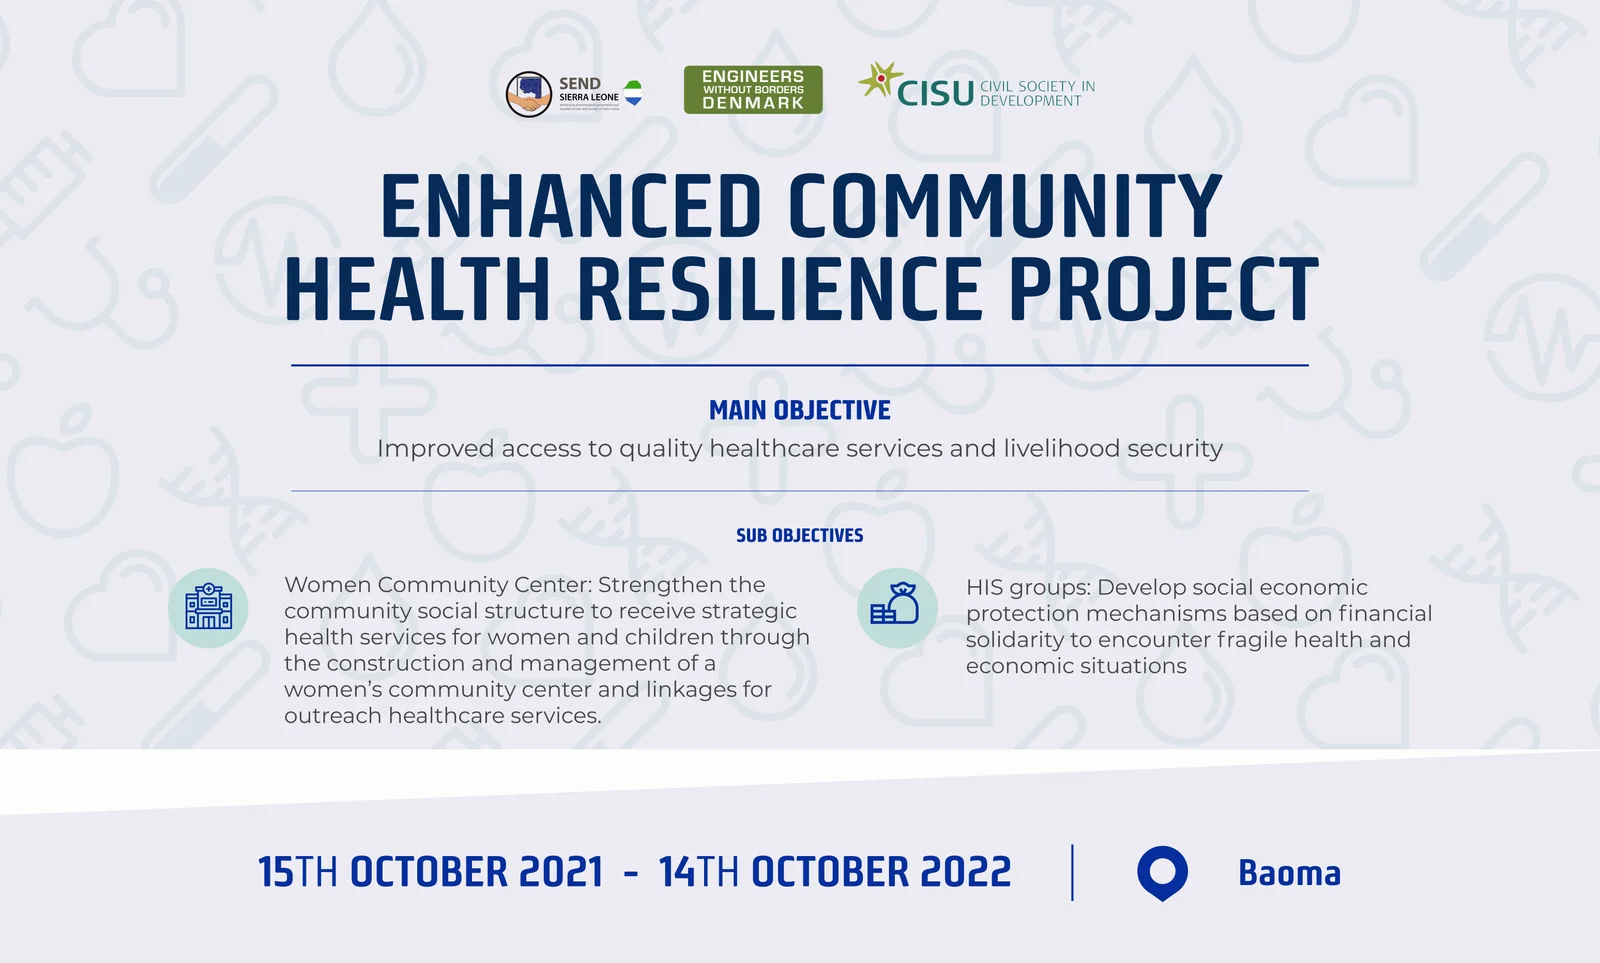 SEND
SIERRA LEONE
ENGINEERS
WITHOUT BORDERS
DENMARK
CISU CIVIL SOCIETY IN
DEVELOPMENT
ENHANCED COMMUNITY
HEALTH RESILIENCE PROJECT
MAIN OBJECTIVE
Improved access to quality healthcare services and livelihood security
SUB OBJECTIVES
Women Community Center: Strengthen the
community social structure to receive strategic
health services for women and children through
the construction and management of a
women’s community center and linkages for
outreach healthcare services.
HIS groups: Develop social economic
protection mechanisms based on financial
solidarity to encounter fragile health and
economic situations
15TH OCTOBER 2021 - 14TH OCTOBER 2022
Baoma